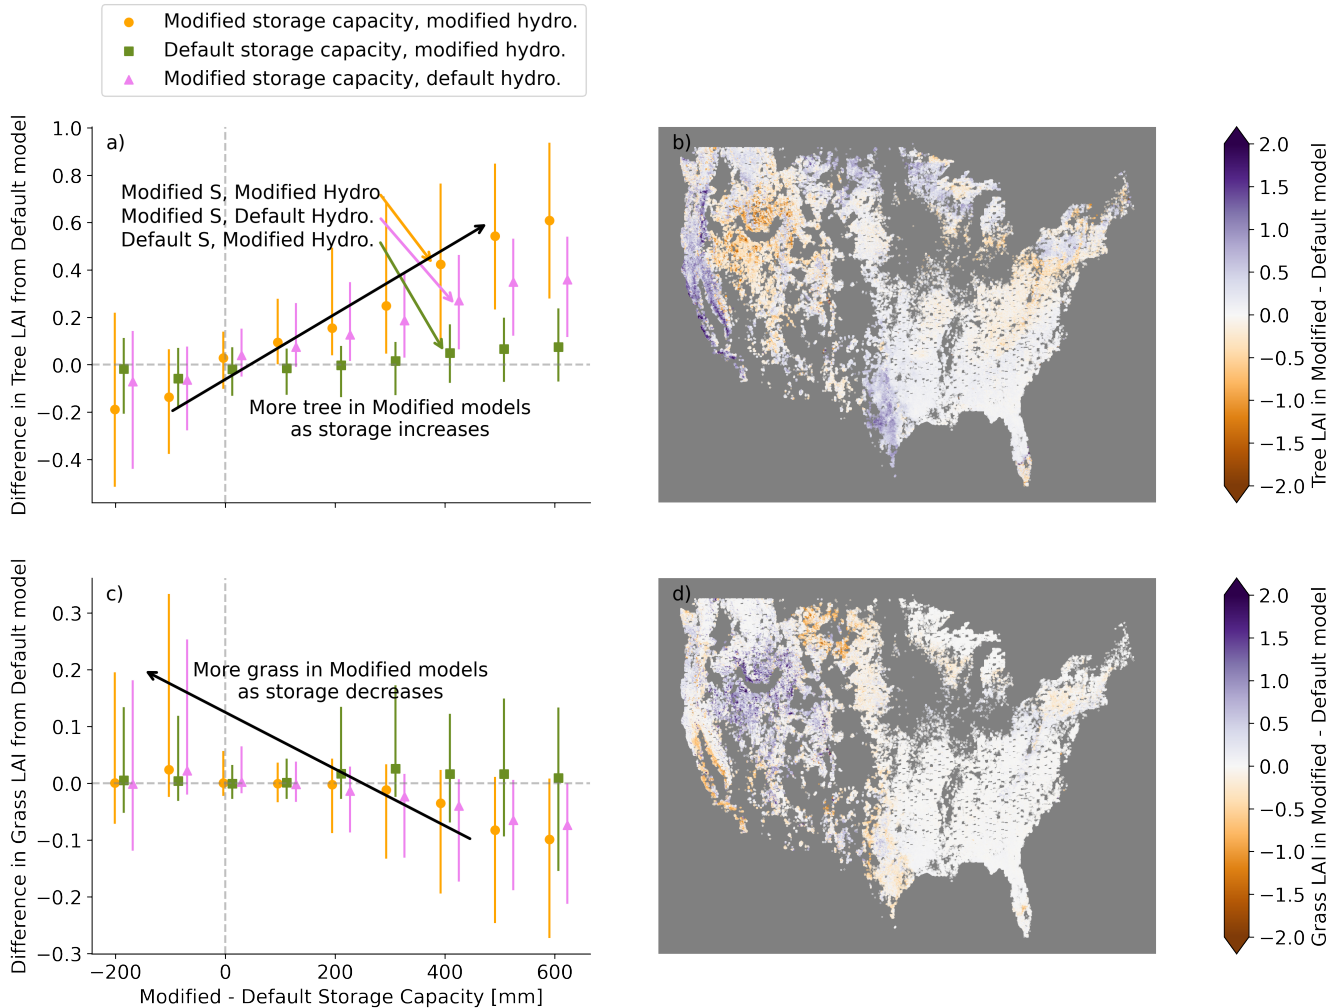 Modified storage capacity, modified hydro.
Default storage capacity, modified hydro.
Modified storage capacity, default hydro.
Difference in Tree LAI from Default model
1.0
0.8
0.6
0.4
0.2
0.0
−0.2
−0.4
a)
Modified S, Modified Hydro
Modified S, Default Hydro.
Default S, Modified Hydro.
More tree in Modified models
as storage increases
b)
2.0
1.5
1.0
0.5
0.0
−0.5
−1.0
−1.5
−2.0
Tree LAI in Modified - Default model
Difference in Grass LAI from Default model
0.3
0.2
0.1
0.0
−0.1
−0.2
−0.3
c)
More grass in Modified models
as storage decreases
−200
0
200
400
600
Modified - Default Storage Capacity [mm]
d)
2.0
1.5
1.0
0.5
0.0
−0.5
−1.0
−1.5
−2.0
Grass LAI in Modified - Default model